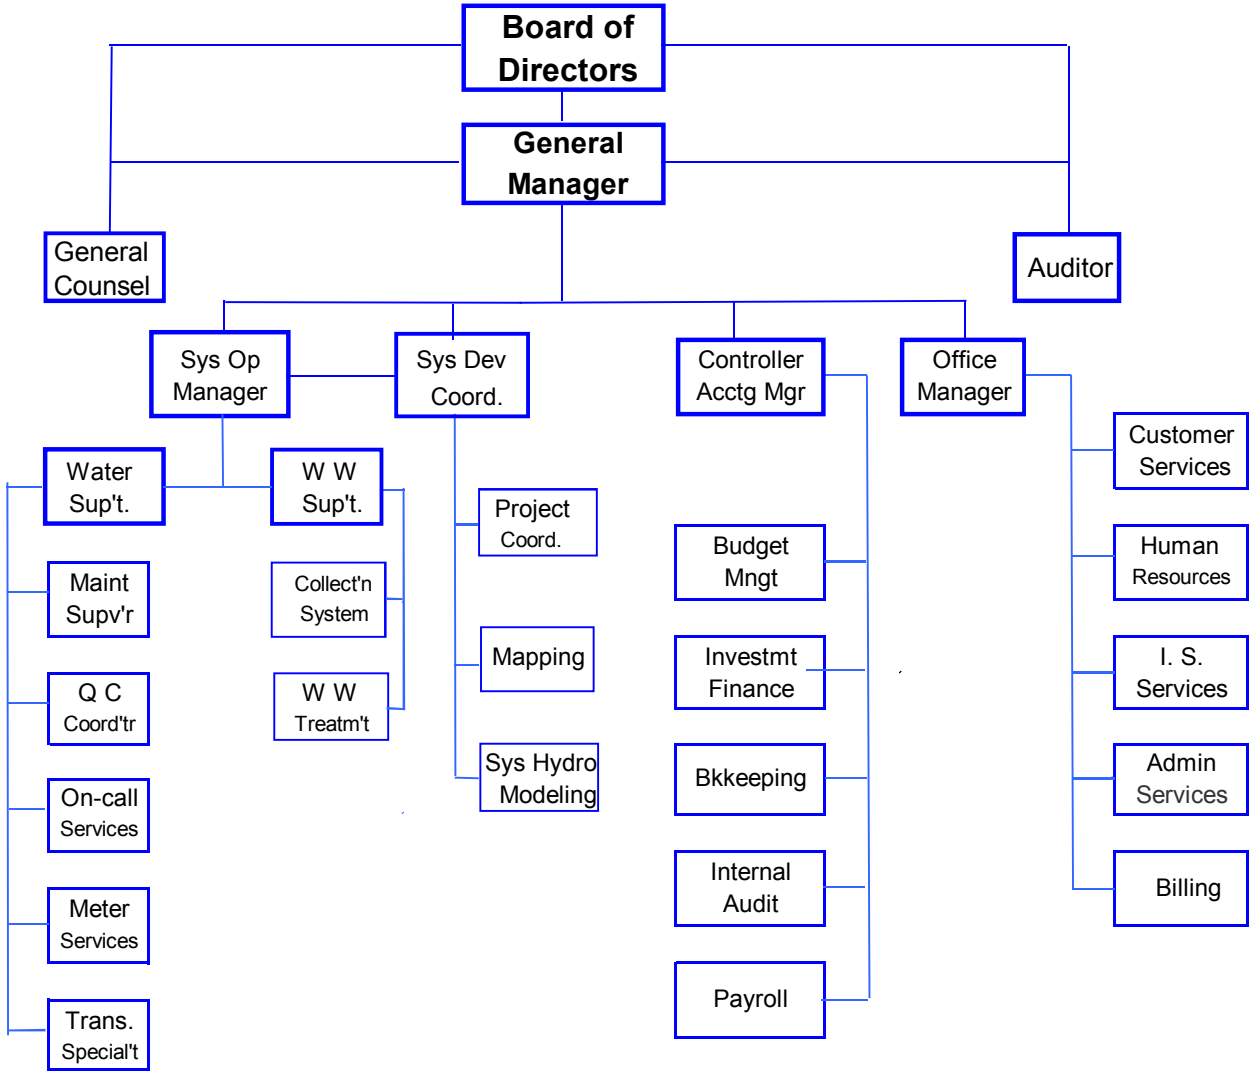 Board of
Directors
General
Manager
General
Counsel
Auditor
Sys Op
Manager
Sys Dev
Coord.
Controller
Acctg Mgr
Office
Manager
Water
Sup't.
W W
Sup't.
Maint
Supv'r
Q C
Coord'tr
On-call
Services
Meter
Services
Trans.
Special't
Collect'n
System
W W
Treatm't
Project
Coord.
Mapping
Sys Hydro
Modeling
Budget
Mngt
Investmt
Finance
Bkkeeping
Internal
Audit
Payroll
Customer
Services
Human
Resources
I. S.
Services
Admin
Services
Billing